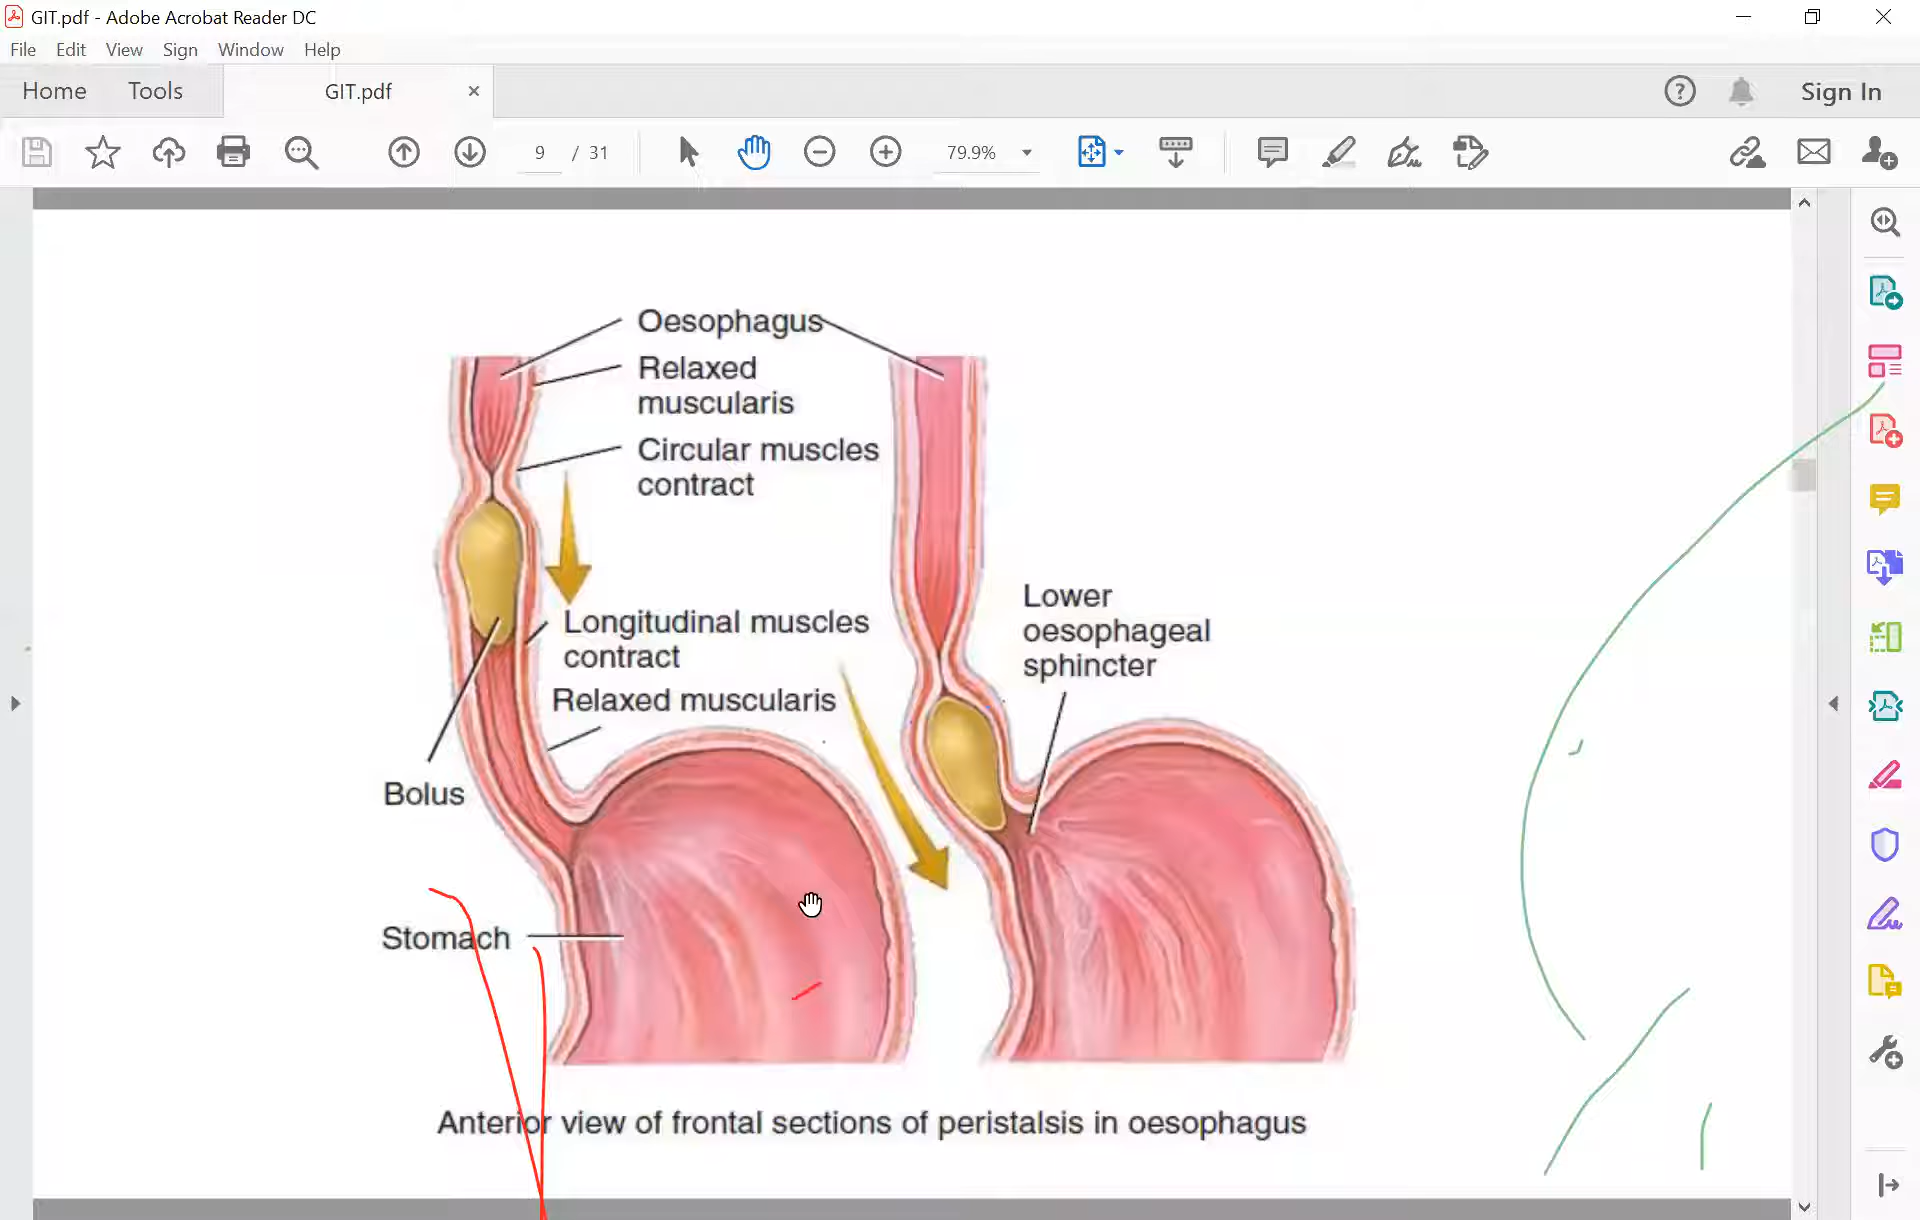 GIT.pdf - Adobe Acrobat Reader DC
File Edit View Sign Window Help
Home Tools GIT.pdf × Sign In
9 / 31 79.9%
Oesophagus
Relaxed
muscularis
Circular muscles
contract
Longitudinal muscles
contract
Relaxed muscularis
Bolus
Stomach
Lower
oesophageal
sphincter
Anterior view of frontal sections of peristalsis in oesophagus